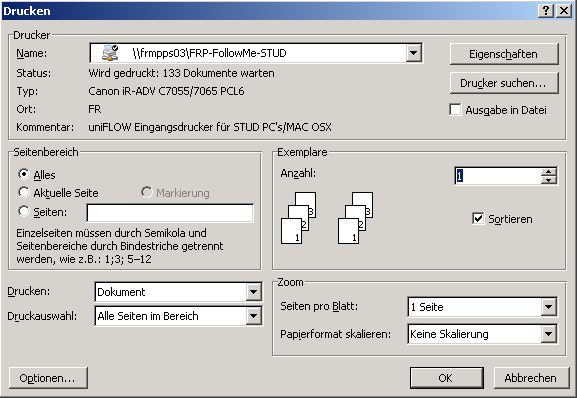 Drucken
Drucker
Name: \\frmpps03\FRP-FollowMe-STUD
Eigenschaften
Status: Wird gedruckt: 133 Dokumente warten
Drucker suchen...
Typ: Canon iR-ADV C7055/7065 PCL6
Ort: FR
Ausgabe in Datei
Kommentar: uniFLOW Eingangsdrucker für STUD PC's/MAC OSX
Seitenbereich
Alles
Aktuelle Seite
Markierung
Seiten:
Einzelseiten müssen durch Semikola und
Seitenbereiche durch Bindestriche getrennt
werden, wie z.B.: 1;3; 5–12
Exemplare
Anzahl: 1
3 3
2 2
1 1
Sortieren
Drucken: Dokument
Druckauswahl: Alle Seiten im Bereich
Zoom
Seiten pro Blatt: 1 Seite
Papierformat skalieren: Keine Skalierung
Optionen...
OK
Abbrechen